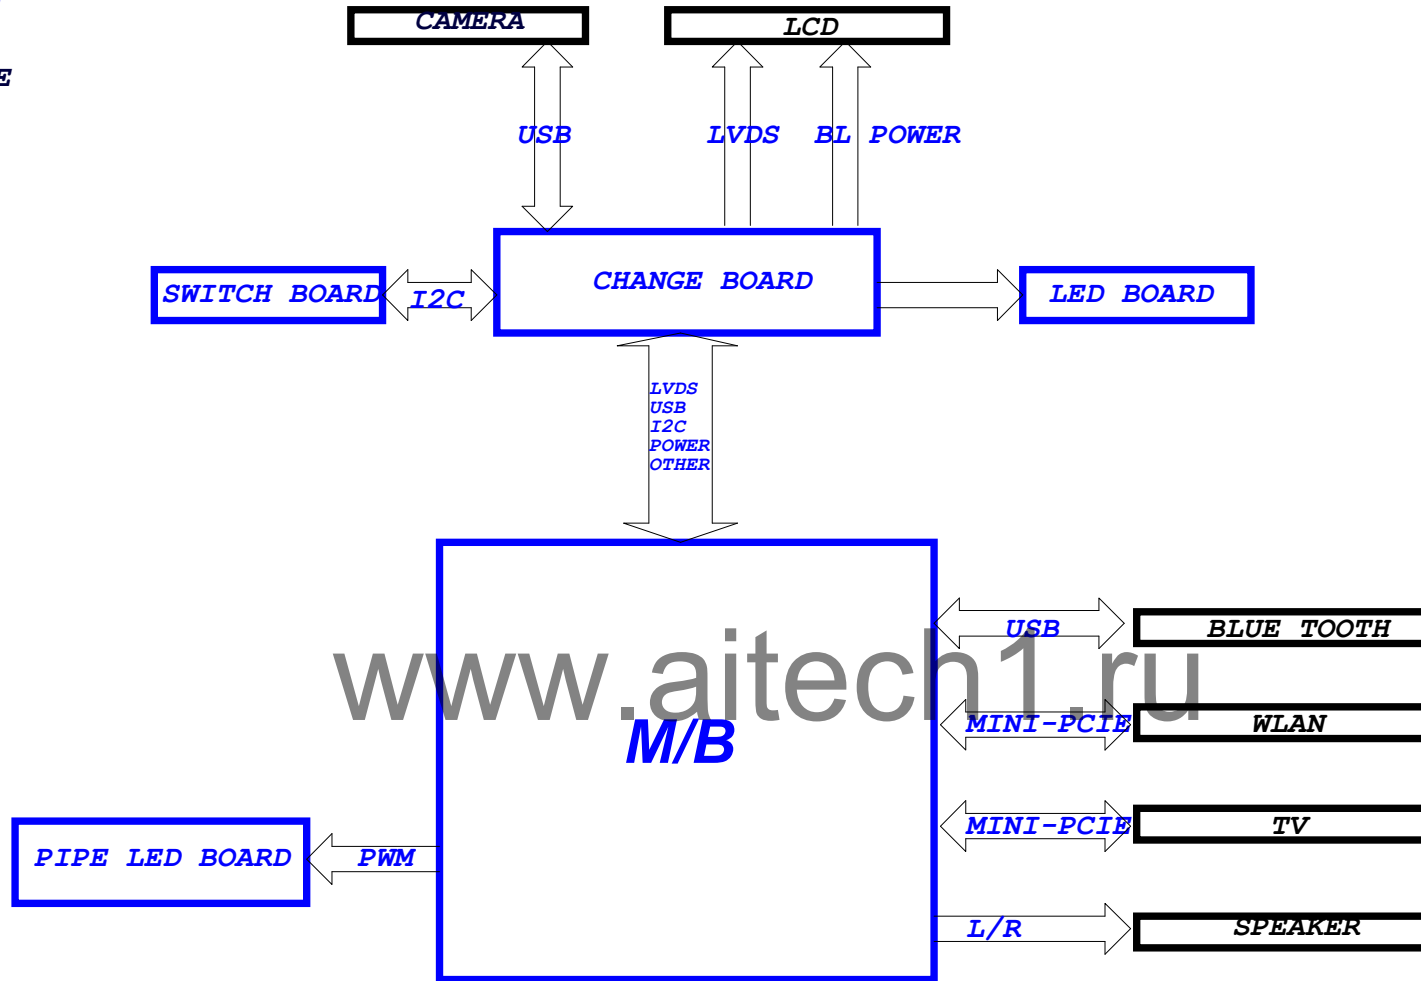 CAMERA
LCD
E
USB
LVDS
BL POWER
CHANGE BOARD
SWITCH BOARD
I2C
LED BOARD
LVDS
USB
I2C
POWER
OTHER
USB
BLUE TOOTH
www.aitech1.ru
MINI-PCIE
WLAN
M/B
MINI-PCIE
TV
PIPE LED BOARD
PWM
L/R
SPEAKER